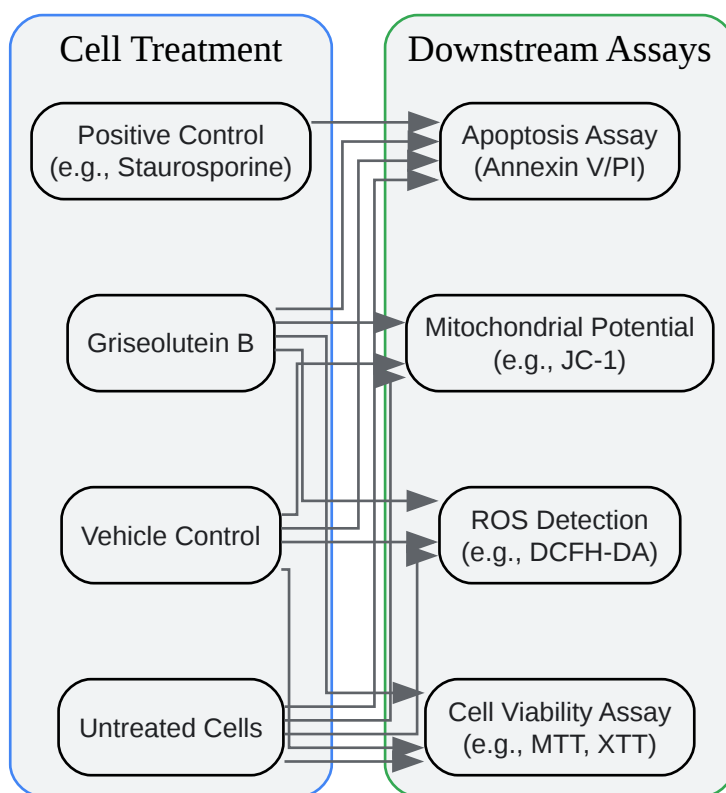 Cell Treatment
Positive Control
(e.g., Staurosporine)
Griseolutein B
Vehicle Control
Untreated Cells
Downstream Assays
Apoptosis Assay
(Annexin V/PI)
Mitochondrial Potential
(e.g., JC-1)
ROS Detection
(e.g., DCFH-DA)
Cell Viability Assay
(e.g., MTT, XTT)